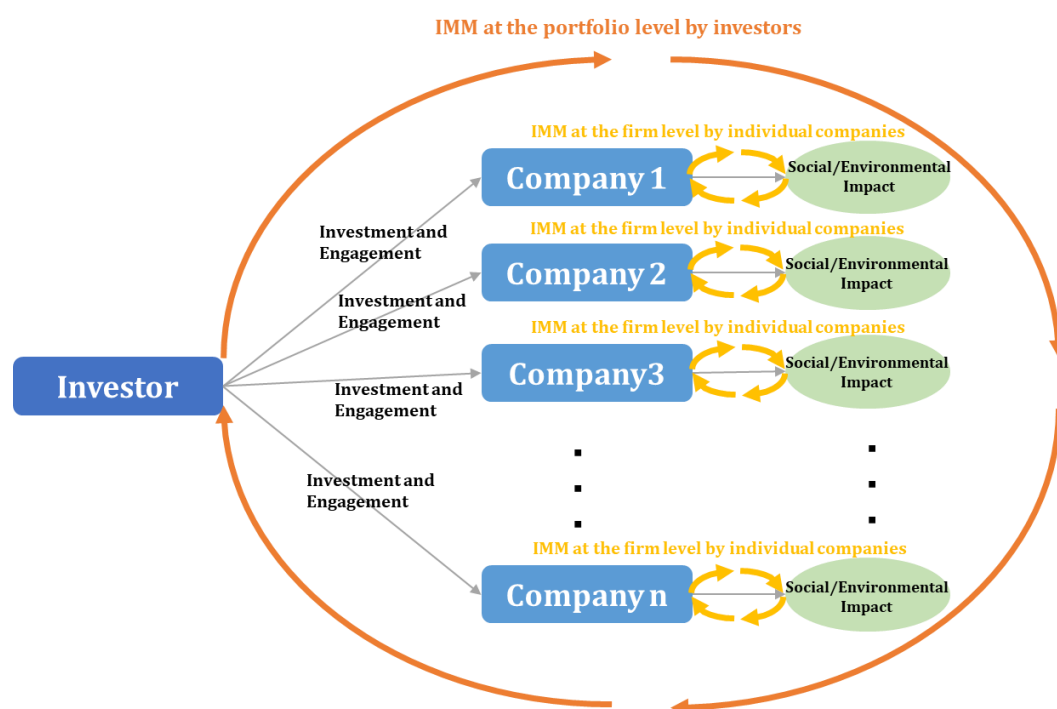 IMM at the portfolio level by investors
IMM at the firm level by individual companies
Company 1
Social/Environmental
Impact
Investment and
Engagement
IMM at the firm level by individual companies
Company 2
Social/Environmental
Impact
Investment and
Engagement
IMM at the firm level by individual companies
Company3
Social/Environmental
Impact
Investor
Investment and
Engagement
Investment and
Engagement
IMM at the firm level by individual companies
Company n
Social/Environmental
Impact